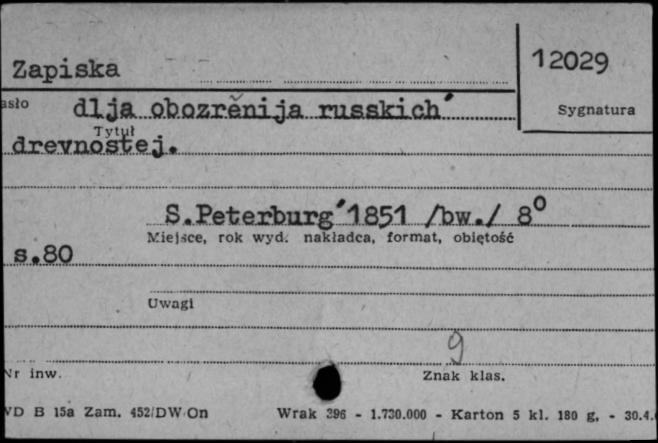 Zapiska
12029
asło
dlja obozrěnija russkich´
Sygnatura
Tytuł
drevnostej.
S.Peterburg´1851 /bw./ 8⁰
Miejsce, rok wyd. nakładca, format, obiętość
s.80
Uwagi
9
Nr inw.
Znak klas.
WD B 15a Zam. 452/DW/On Wrak 396 - 1.730.000 - Karton 5 kl. 180 g. - 30.4.